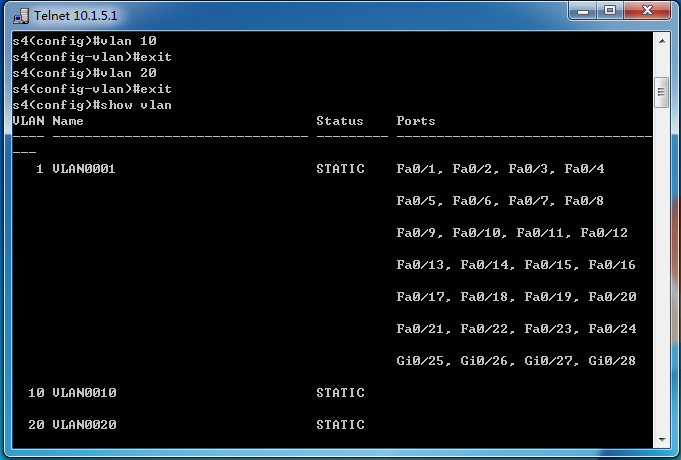 Telnet 10.1.5.1
s4(config)#vlan 10
s4(config-vlan)#exit
s4(config)#vlan 20
s4(config-vlan)#exit
s4(config)#show vlan
VLAN Name                             Status    Ports
---- -------------------------------- --------- --------------------------------
---
   1 VLAN0001                         STATIC    Fa0/1, Fa0/2, Fa0/3, Fa0/4
                                                Fa0/5, Fa0/6, Fa0/7, Fa0/8
                                                Fa0/9, Fa0/10, Fa0/11, Fa0/12
                                                Fa0/13, Fa0/14, Fa0/15, Fa0/16
                                                Fa0/17, Fa0/18, Fa0/19, Fa0/20
                                                Fa0/21, Fa0/22, Fa0/23, Fa0/24
                                                Gi0/25, Gi0/26, Gi0/27, Gi0/28
  10 VLAN0010                         STATIC
  20 VLAN0020                         STATIC